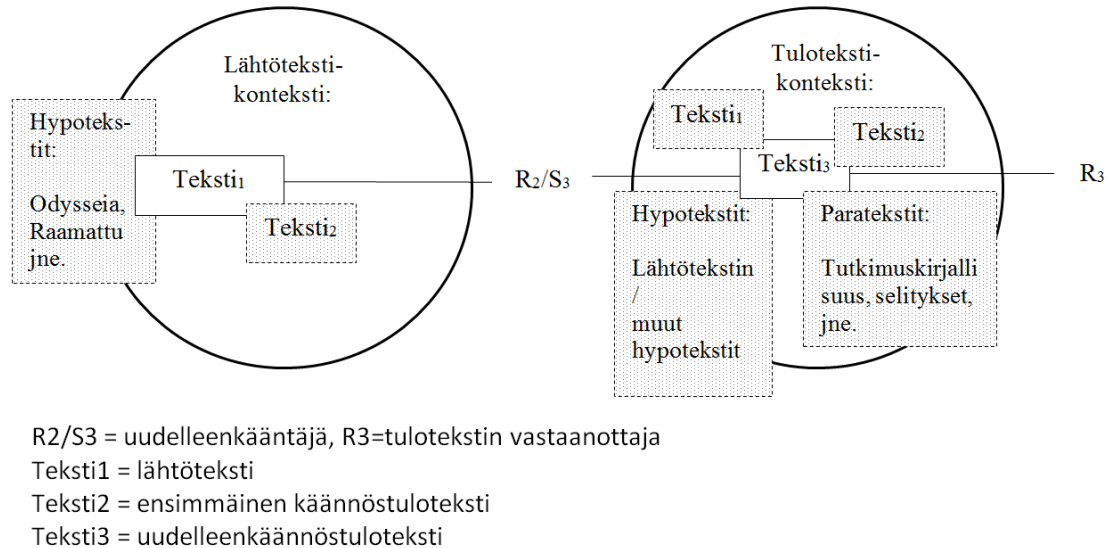 Lähtöteksti-
konteksti:
Hypoteks-
tit:
Odysseia,
Raamattu
jne.
Teksti1
Teksti2
R2/S3
Tuloteksti-
konteksti:
Teksti1
Teksti2
Teksti3
R3
Hypotekstit:
Lähtötekstin
/
muut
hypotekstit
Paratekstit:
Tutkimuskirjalli
suus, selitykset,
jne.
R2/S3 = uudelleenkääntäjä, R3=tulotekstin vastaanottaja
Teksti1 = lähtöteksti
Teksti2 = ensimmäinen käännöstuloteksti
Teksti3 = uudelleenkäännöstuloteksti